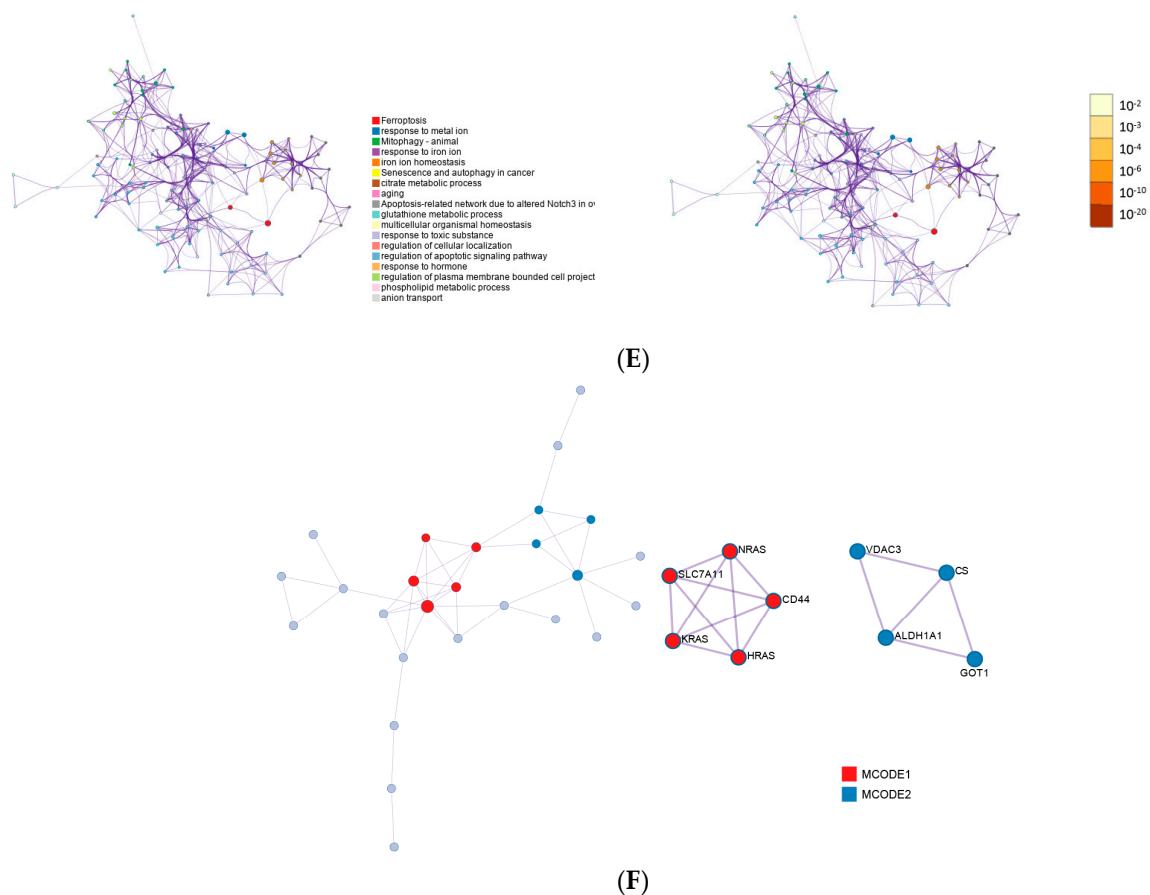 Ferroptosis
response to metal ion
Mitophagy - animal
response to iron ion
iron ion homeostasis
Senescence and autophagy in cancer
citrate metabolic process
aging
Apoptosis-related network due to altered Notch3 in ov
glutathione metabolic process
multicellular organismal homeostasis
response to toxic substance
regulation of cellular localization
regulation of apoptotic signaling pathway
response to hormone
regulation of plasma membrane bounded cell project
phospholipid metabolic process
anion transport
10⁻²
10⁻³
10⁻⁴
10⁻⁶
10⁻¹⁰
10⁻²⁰
(E)
NRAS
SLC7A11
CD44
KRAS
HRAS
VDAC3
CS
ALDH1A1
GOT1
MCODE1
MCODE2
(F)